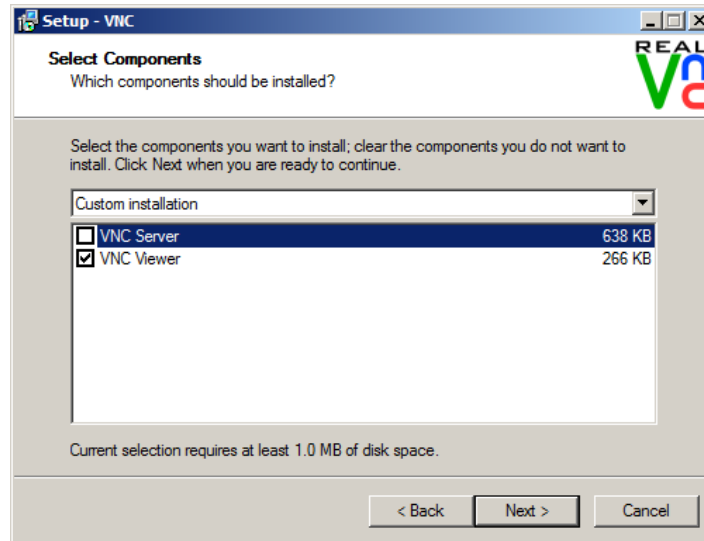 Setup - VNC
Select Components
Which components should be installed?
REAL
VNC
Select the components you want to install; clear the components you do not want to
install. Click Next when you are ready to continue.
Custom installation
VNC Server 638 KB
VNC Viewer 266 KB
Current selection requires at least 1.0 MB of disk space.
< Back Next > Cancel